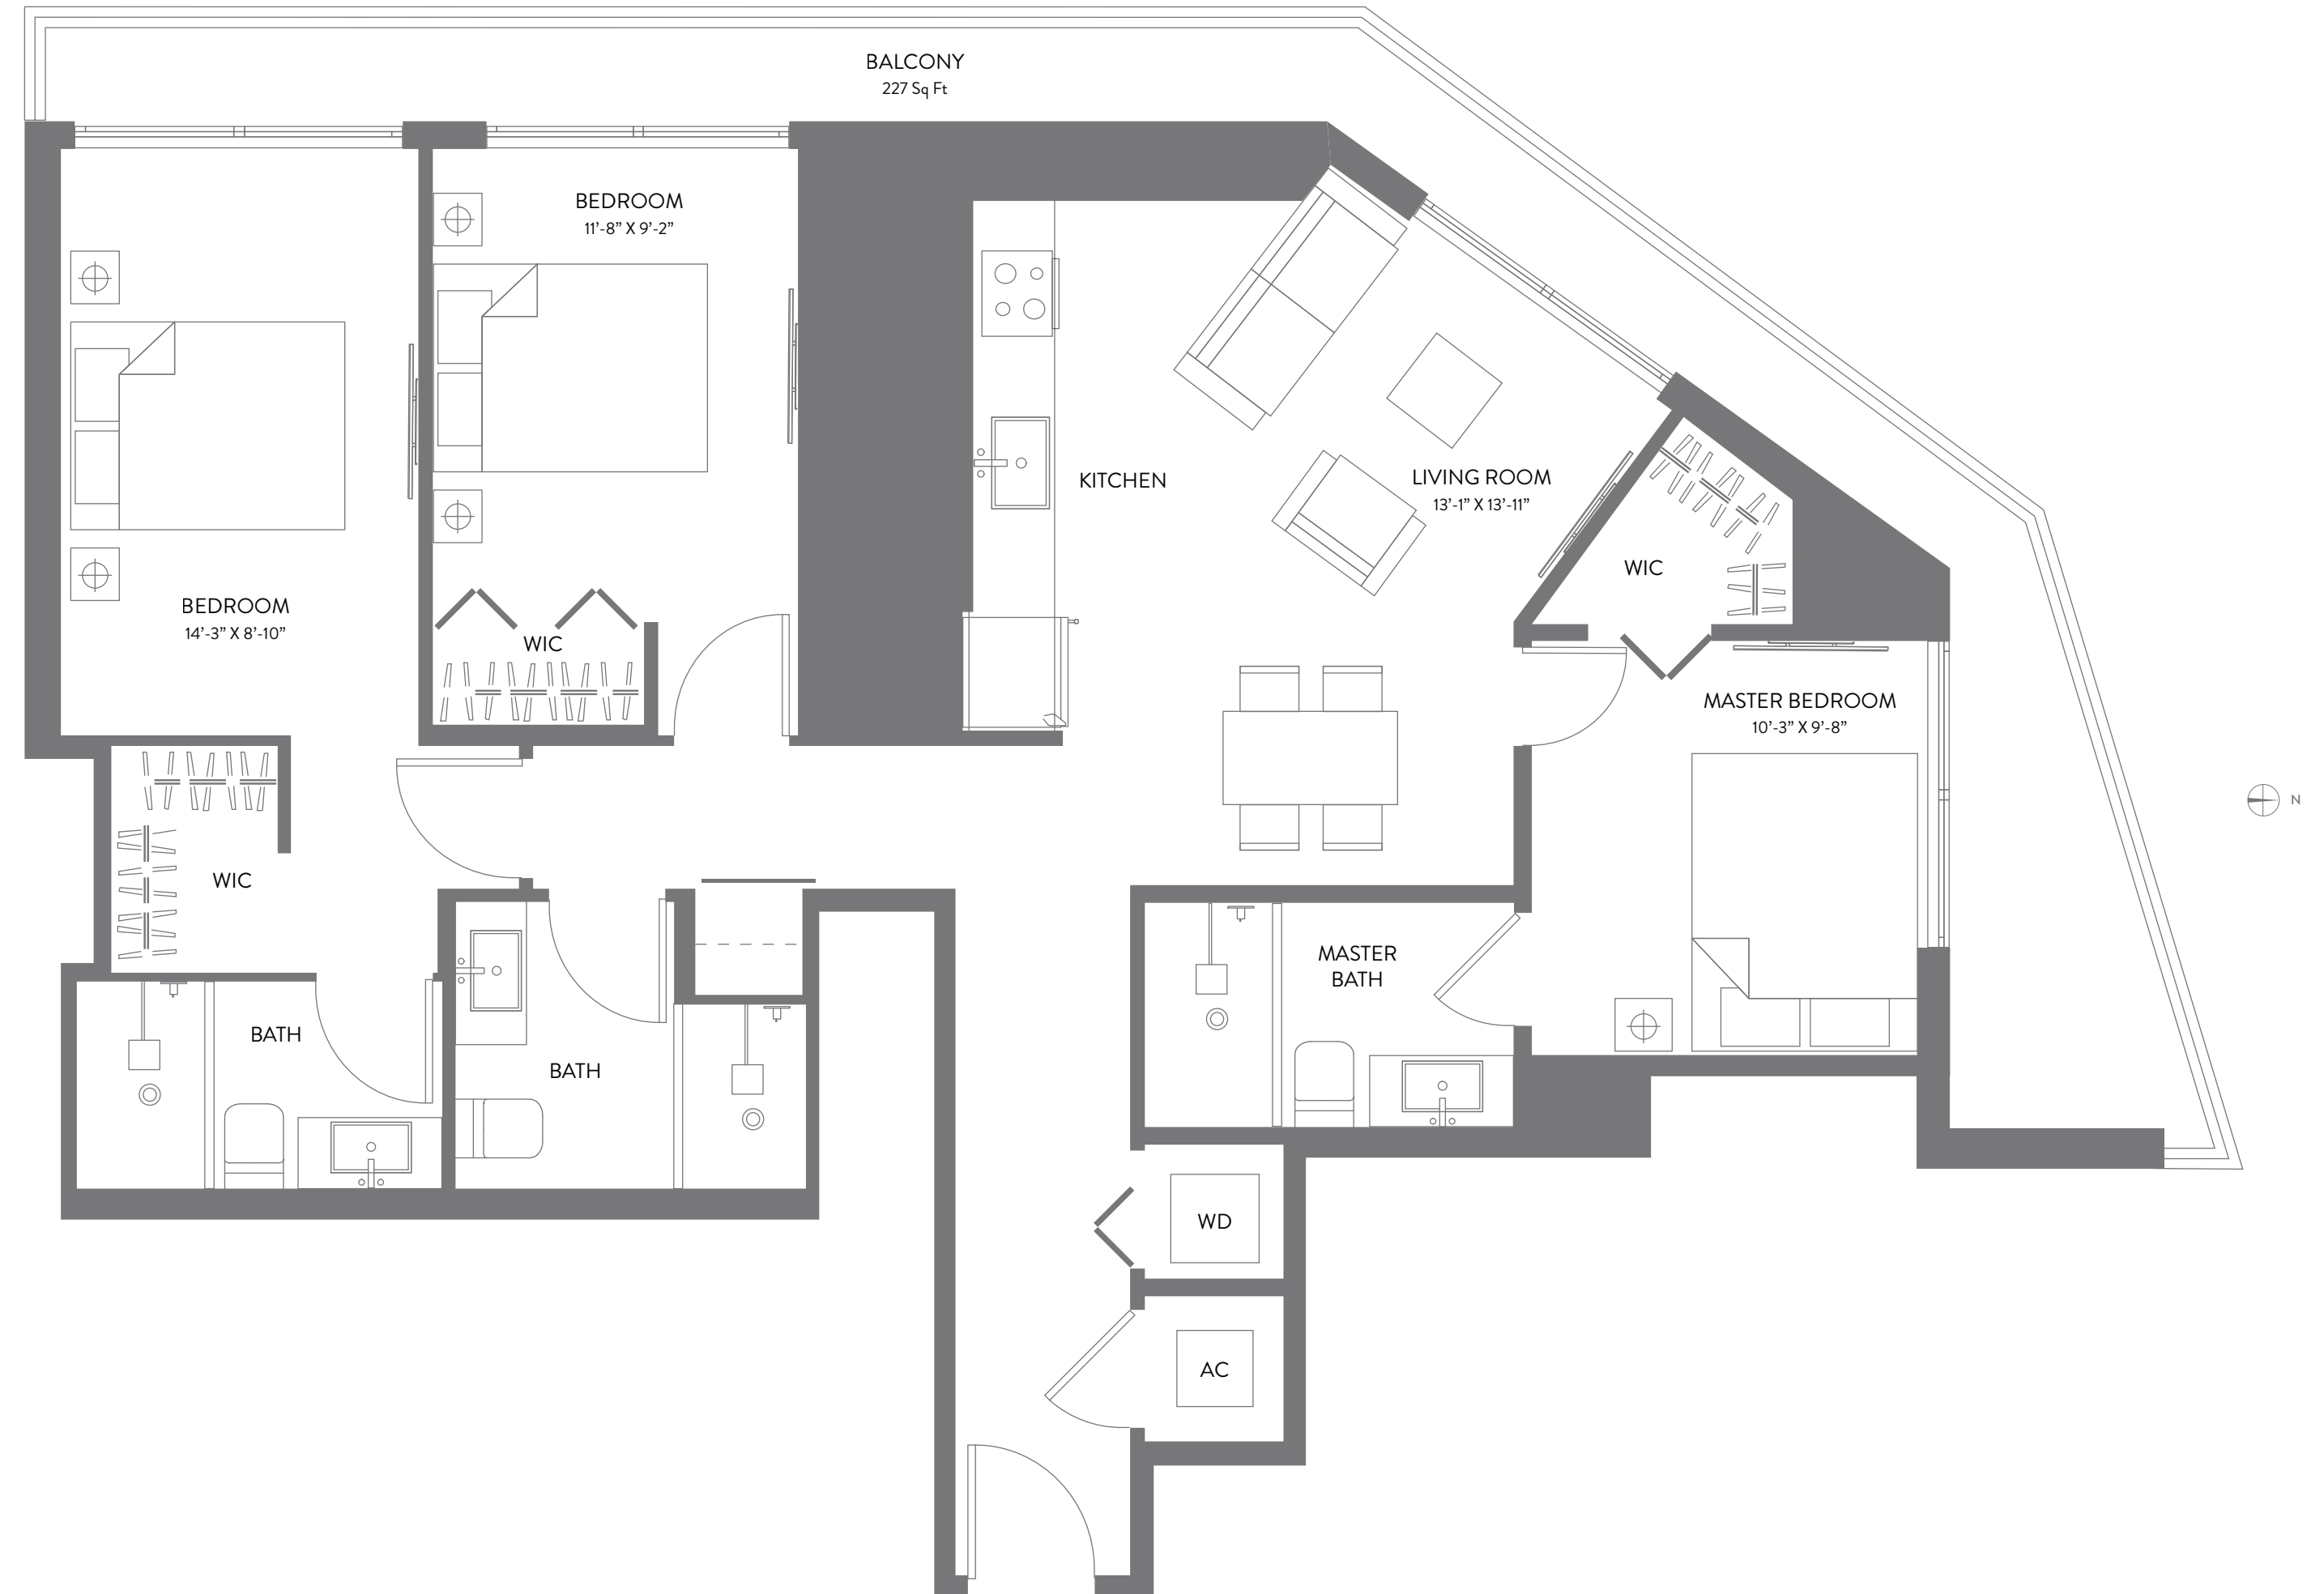 BALCONY
227 Sq Ft
BEDROOM
11’-8” X 9’-2”
KITCHEN
LIVING ROOM
13’-1” X 13’-11”
WIC
BEDROOM
14’-3” X 8’-10”
WIC
MASTER BEDROOM
10’-3” X 9’-8”
N
WIC
MASTER
BATH
BATH
BATH
WD
AC